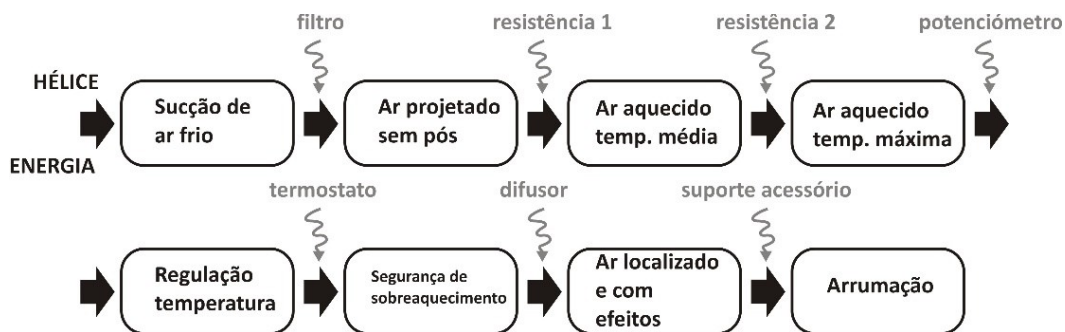 filtro
resistência 1
resistência 2
potenciómetro
HÉLICE
ENERGIA
Sucção de
ar frio
Ar projetado
sem pós
Ar aquecido
temp. média
Ar aquecido
temp. máxima
termostato
difusor
suporte acessório
Regulação
temperatura
Segurança de
sobreaquecimento
Ar localizado
e com
efeitos
Arrumação